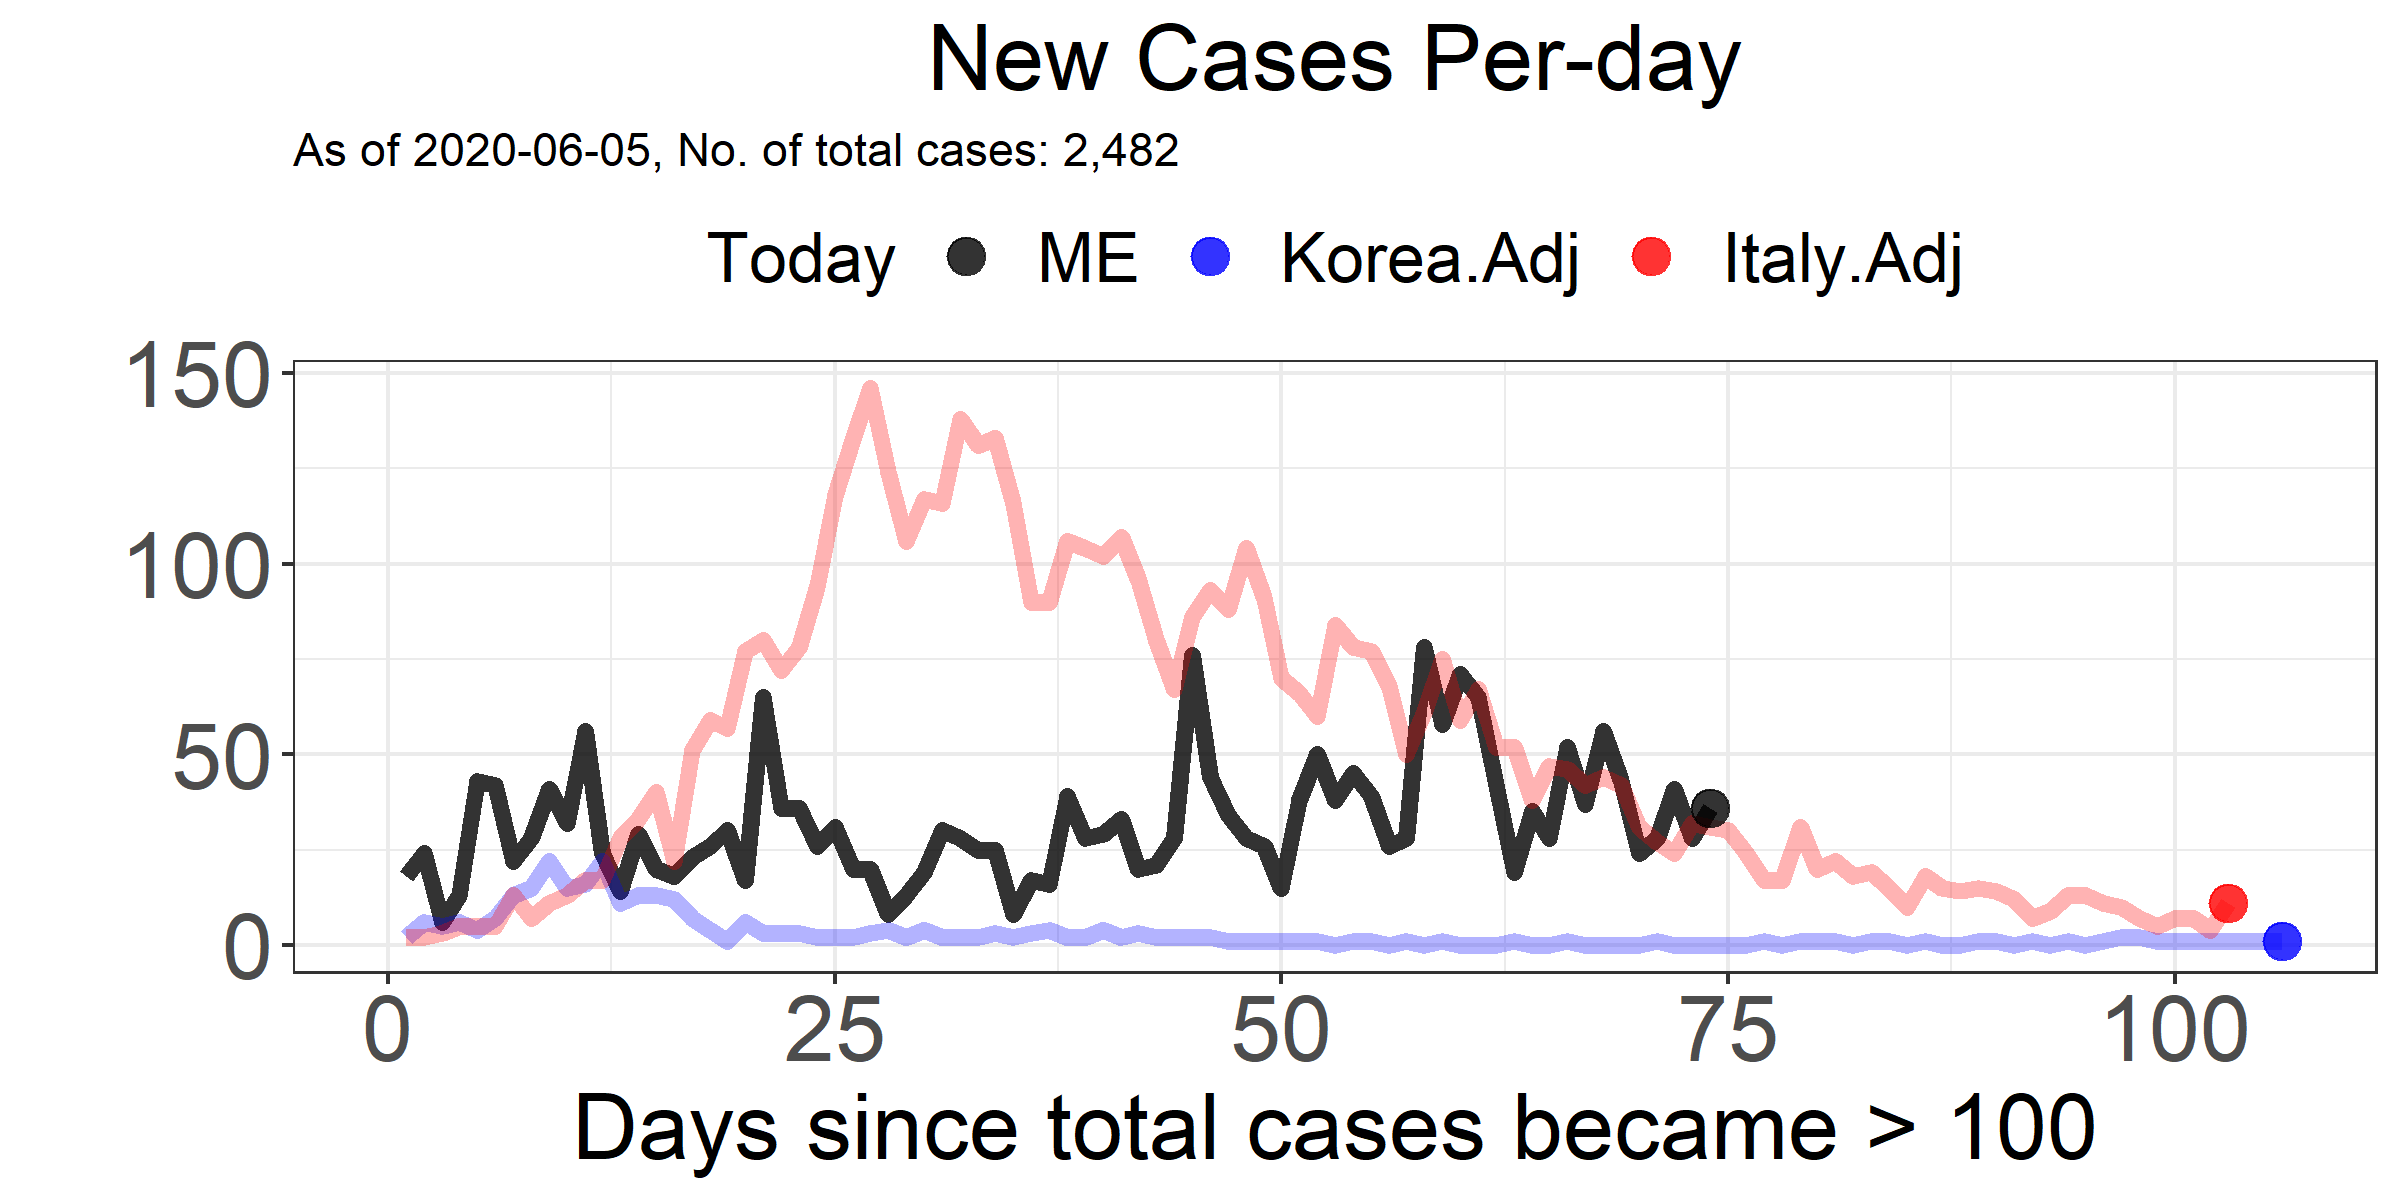 New Cases Per-day
As of 2020-06-05, No. of total cases: 2,482
Today ME Korea.Adj Italy.Adj
150
100
50
0
0 25 50 75 100
Days since total cases became > 100